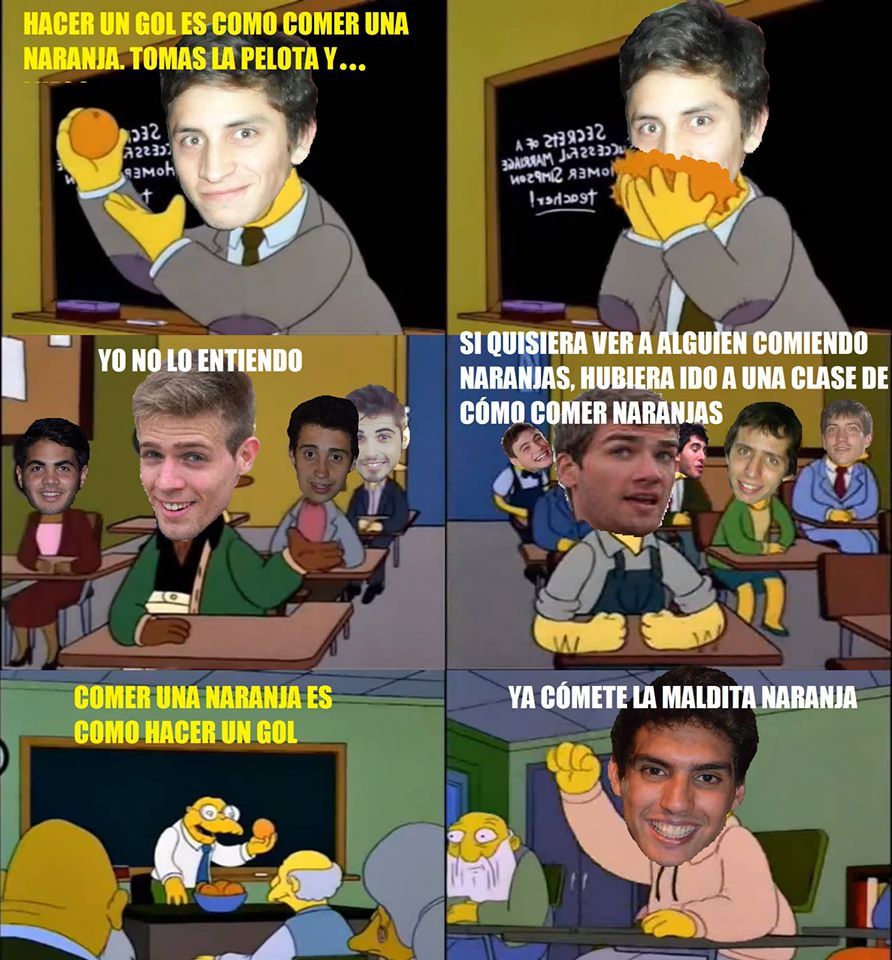 HACER UN GOL ES COMO COMER UNA
NARANJA. TOMAS LA PELOTA Y...
SECRETS OF A
SUCCESSFUL
MARRIAGE
HOMER SIMPSON
teacher!
YO NO LO ENTIENDO
SI QUISIERA VER A ALGUIEN COMIENDO
NARANJAS, HUBIERA IDO A UNA CLASE DE
CÓMO COMER NARANJAS
COMER UNA NARANJA ES
COMO HACER UN GOL
YA CÓMETE LA MALDITA NARANJA